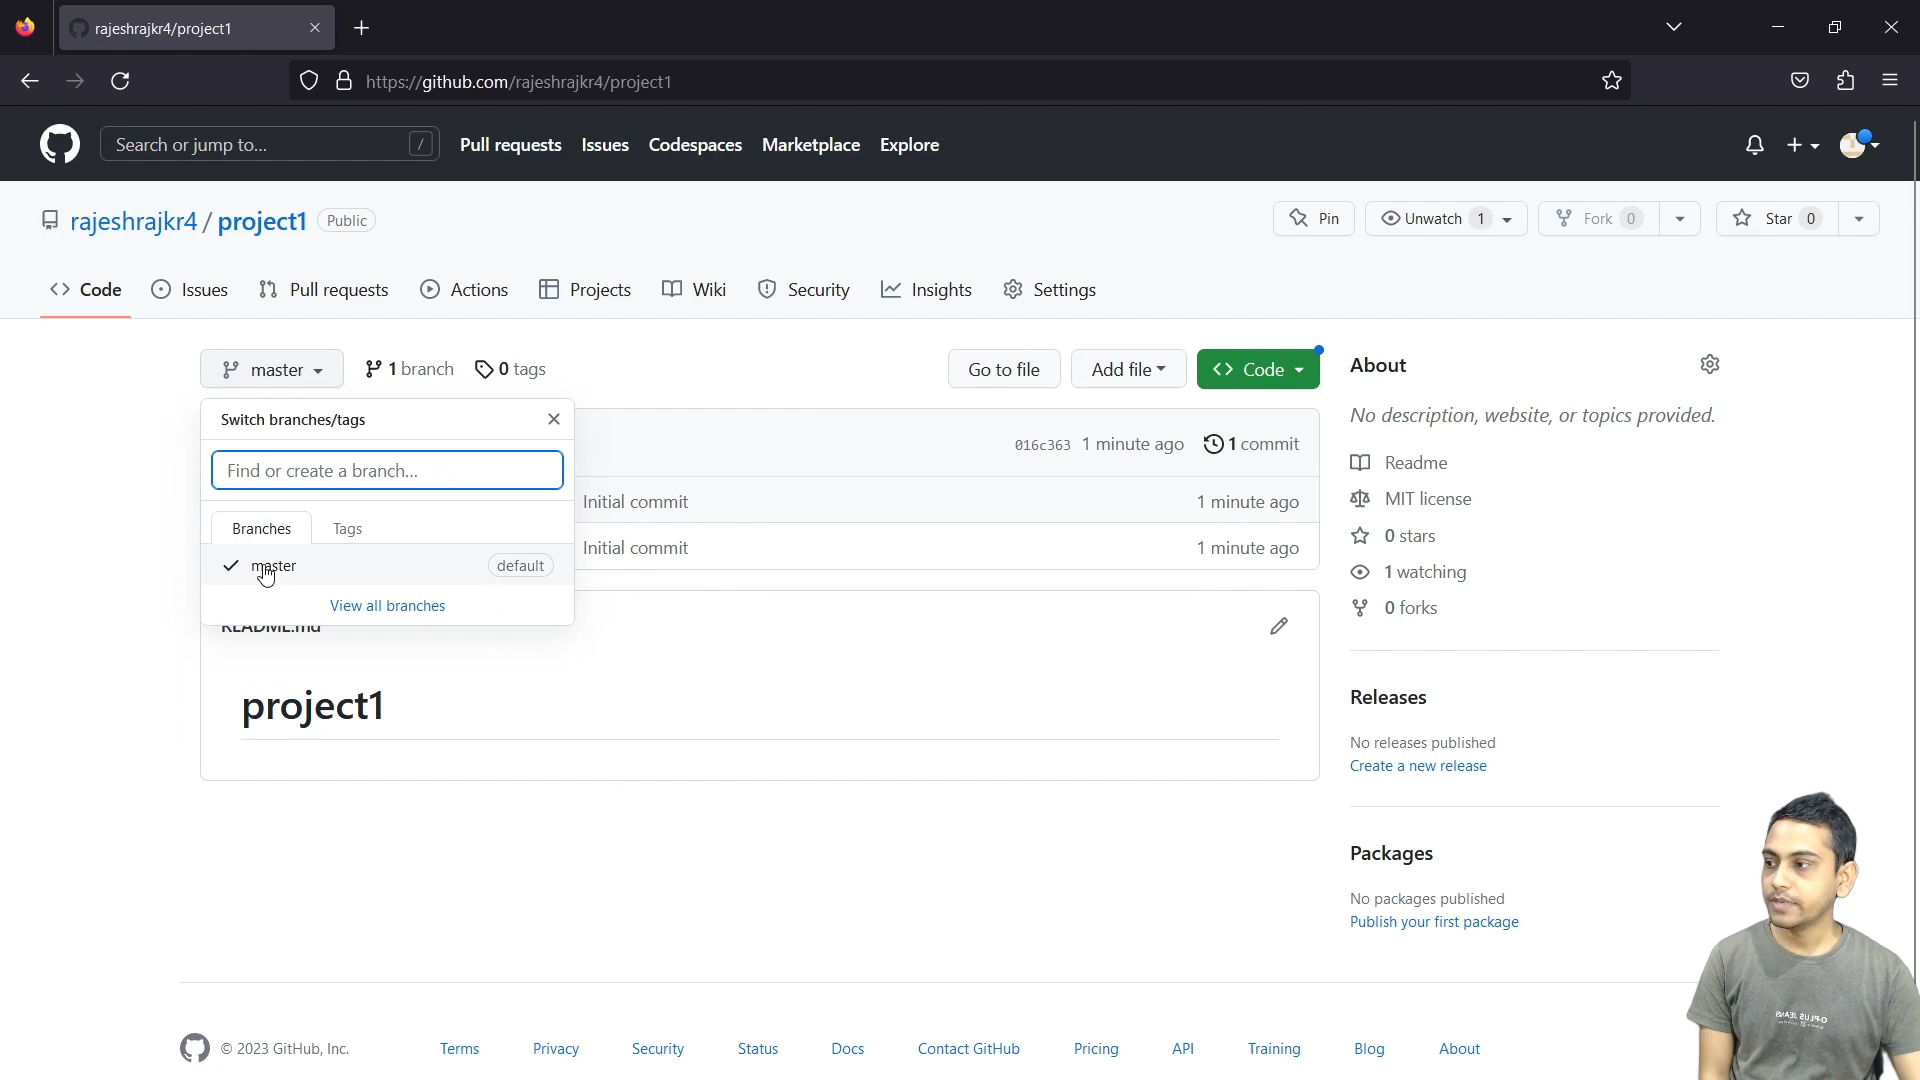 rajeshrajkr4/project1
https://github.com/rajeshrajkr4/project1
Search or jump to... /
Pull requests Issues Codespaces Marketplace Explore
rajeshrajkr4 / project1 Public
Pin
Unwatch 1
Fork 0
Star 0
Code Issues Pull requests Actions Projects Wiki Security Insights Settings
master 1 branch 0 tags
Go to file Add file Code
Switch branches/tags
Find or create a branch...
Branches Tags
master default
View all branches
016c363 1 minute ago 1 commit
Initial commit 1 minute ago
Initial commit 1 minute ago
README.md
project1
About
No description, website, or topics provided.
Readme
MIT license
0 stars
1 watching
0 forks
Releases
No releases published
Create a new release
Packages
No packages published
Publish your first package
© 2023 GitHub, Inc. Terms Privacy Security Status Docs Contact GitHub Pricing API Training Blog About
O-PLUS JEANS